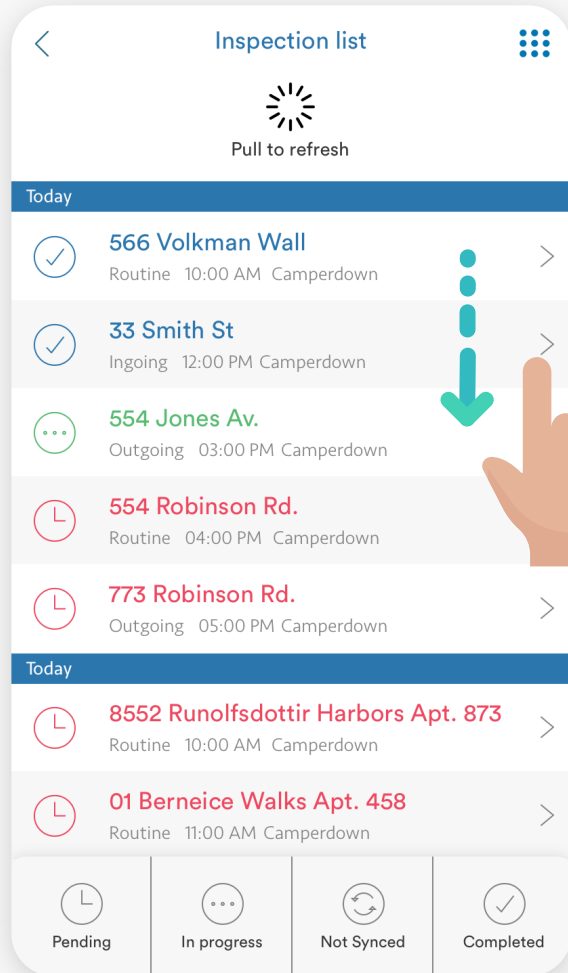 Inspection list
Pull to refresh
Today
566 Volkman Wall
Routine 10:00 AM Camperdown
33 Smith St
Ingoing 12:00 PM Camperdown
554 Jones Av.
Outgoing 03:00 PM Camperdown
554 Robinson Rd.
Routine 04:00 PM Camperdown
773 Robinson Rd.
Outgoing 05:00 PM Camperdown
Today
8552 Runolfsdottir Harbors Apt. 873
Routine 10:00 AM Camperdown
01 Berneice Walks Apt. 458
Routine 11:00 AM Camperdown
Pending In progress Not Synced Completed